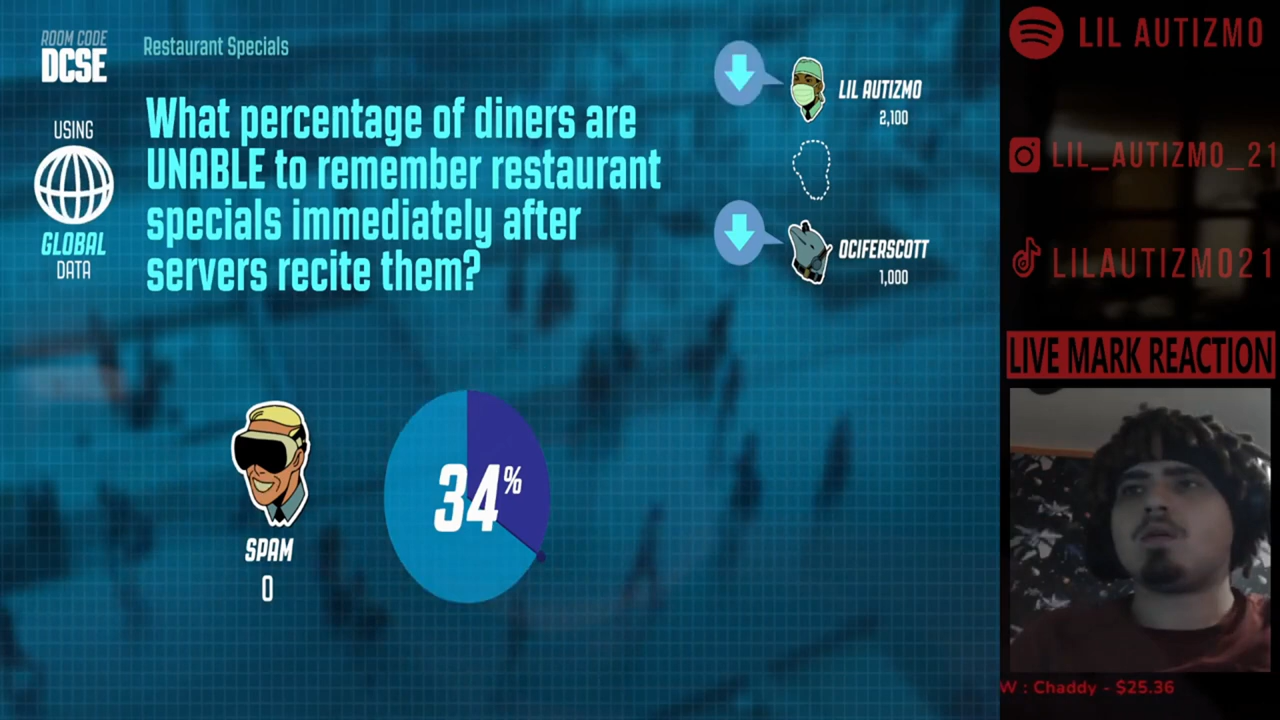 ROOM CODE
DCSE
Restaurant Specials
What percentage of diners are
UNABLE to remember restaurant
specials immediately after
servers recite them?
USING
GLOBAL
DATA
LIL AUTIZMO
2,100
OCIFERSCOTT
1,000
34%
SPAM
0
LIL AUTIZMO
LIL_AUTIZMO_21
LILAUTIZMO21
LIVE MARK REACTION
W : Chaddy - $25.36